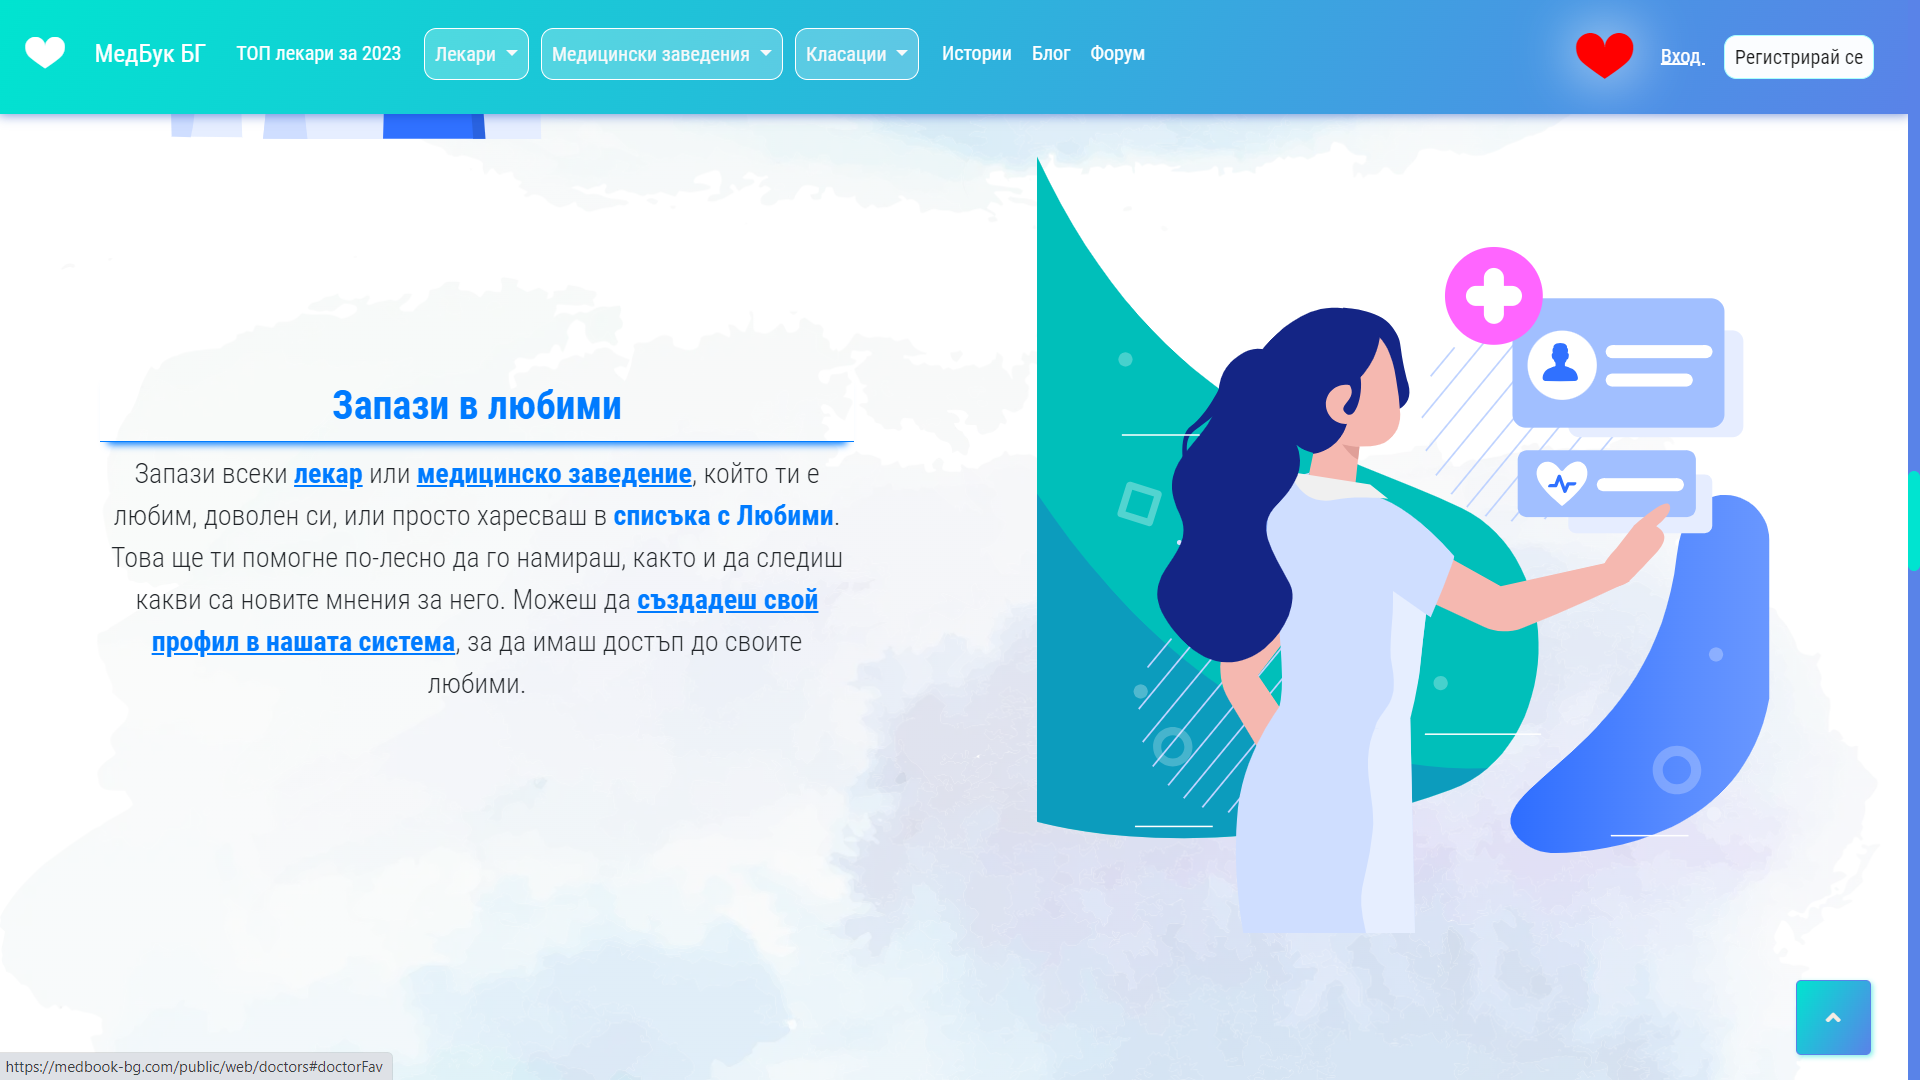 МедБук БГ
ТОП лекари за 2023
Лекари
Медицински заведения
Класации
Истории
Блог
Форум
Вход
Регистрирай се
Запази в любими
Запази всеки лекар или медицинско заведение, който ти е
любим, доволен си, или просто харесваш в списъка с Любими.
Това ще ти помогне по-лесно да го намираш, както и да следиш
какви са новите мнения за него. Можеш да създадеш свой
профил в нашата система, за да имаш достъп до своите
любими.
https://medbook-bg.com/public/web/doctors#doctorFav